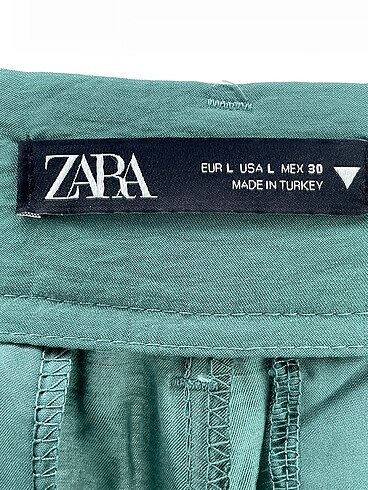 ZARA
EUR L USA L MEX 30
MADE IN TURKEY